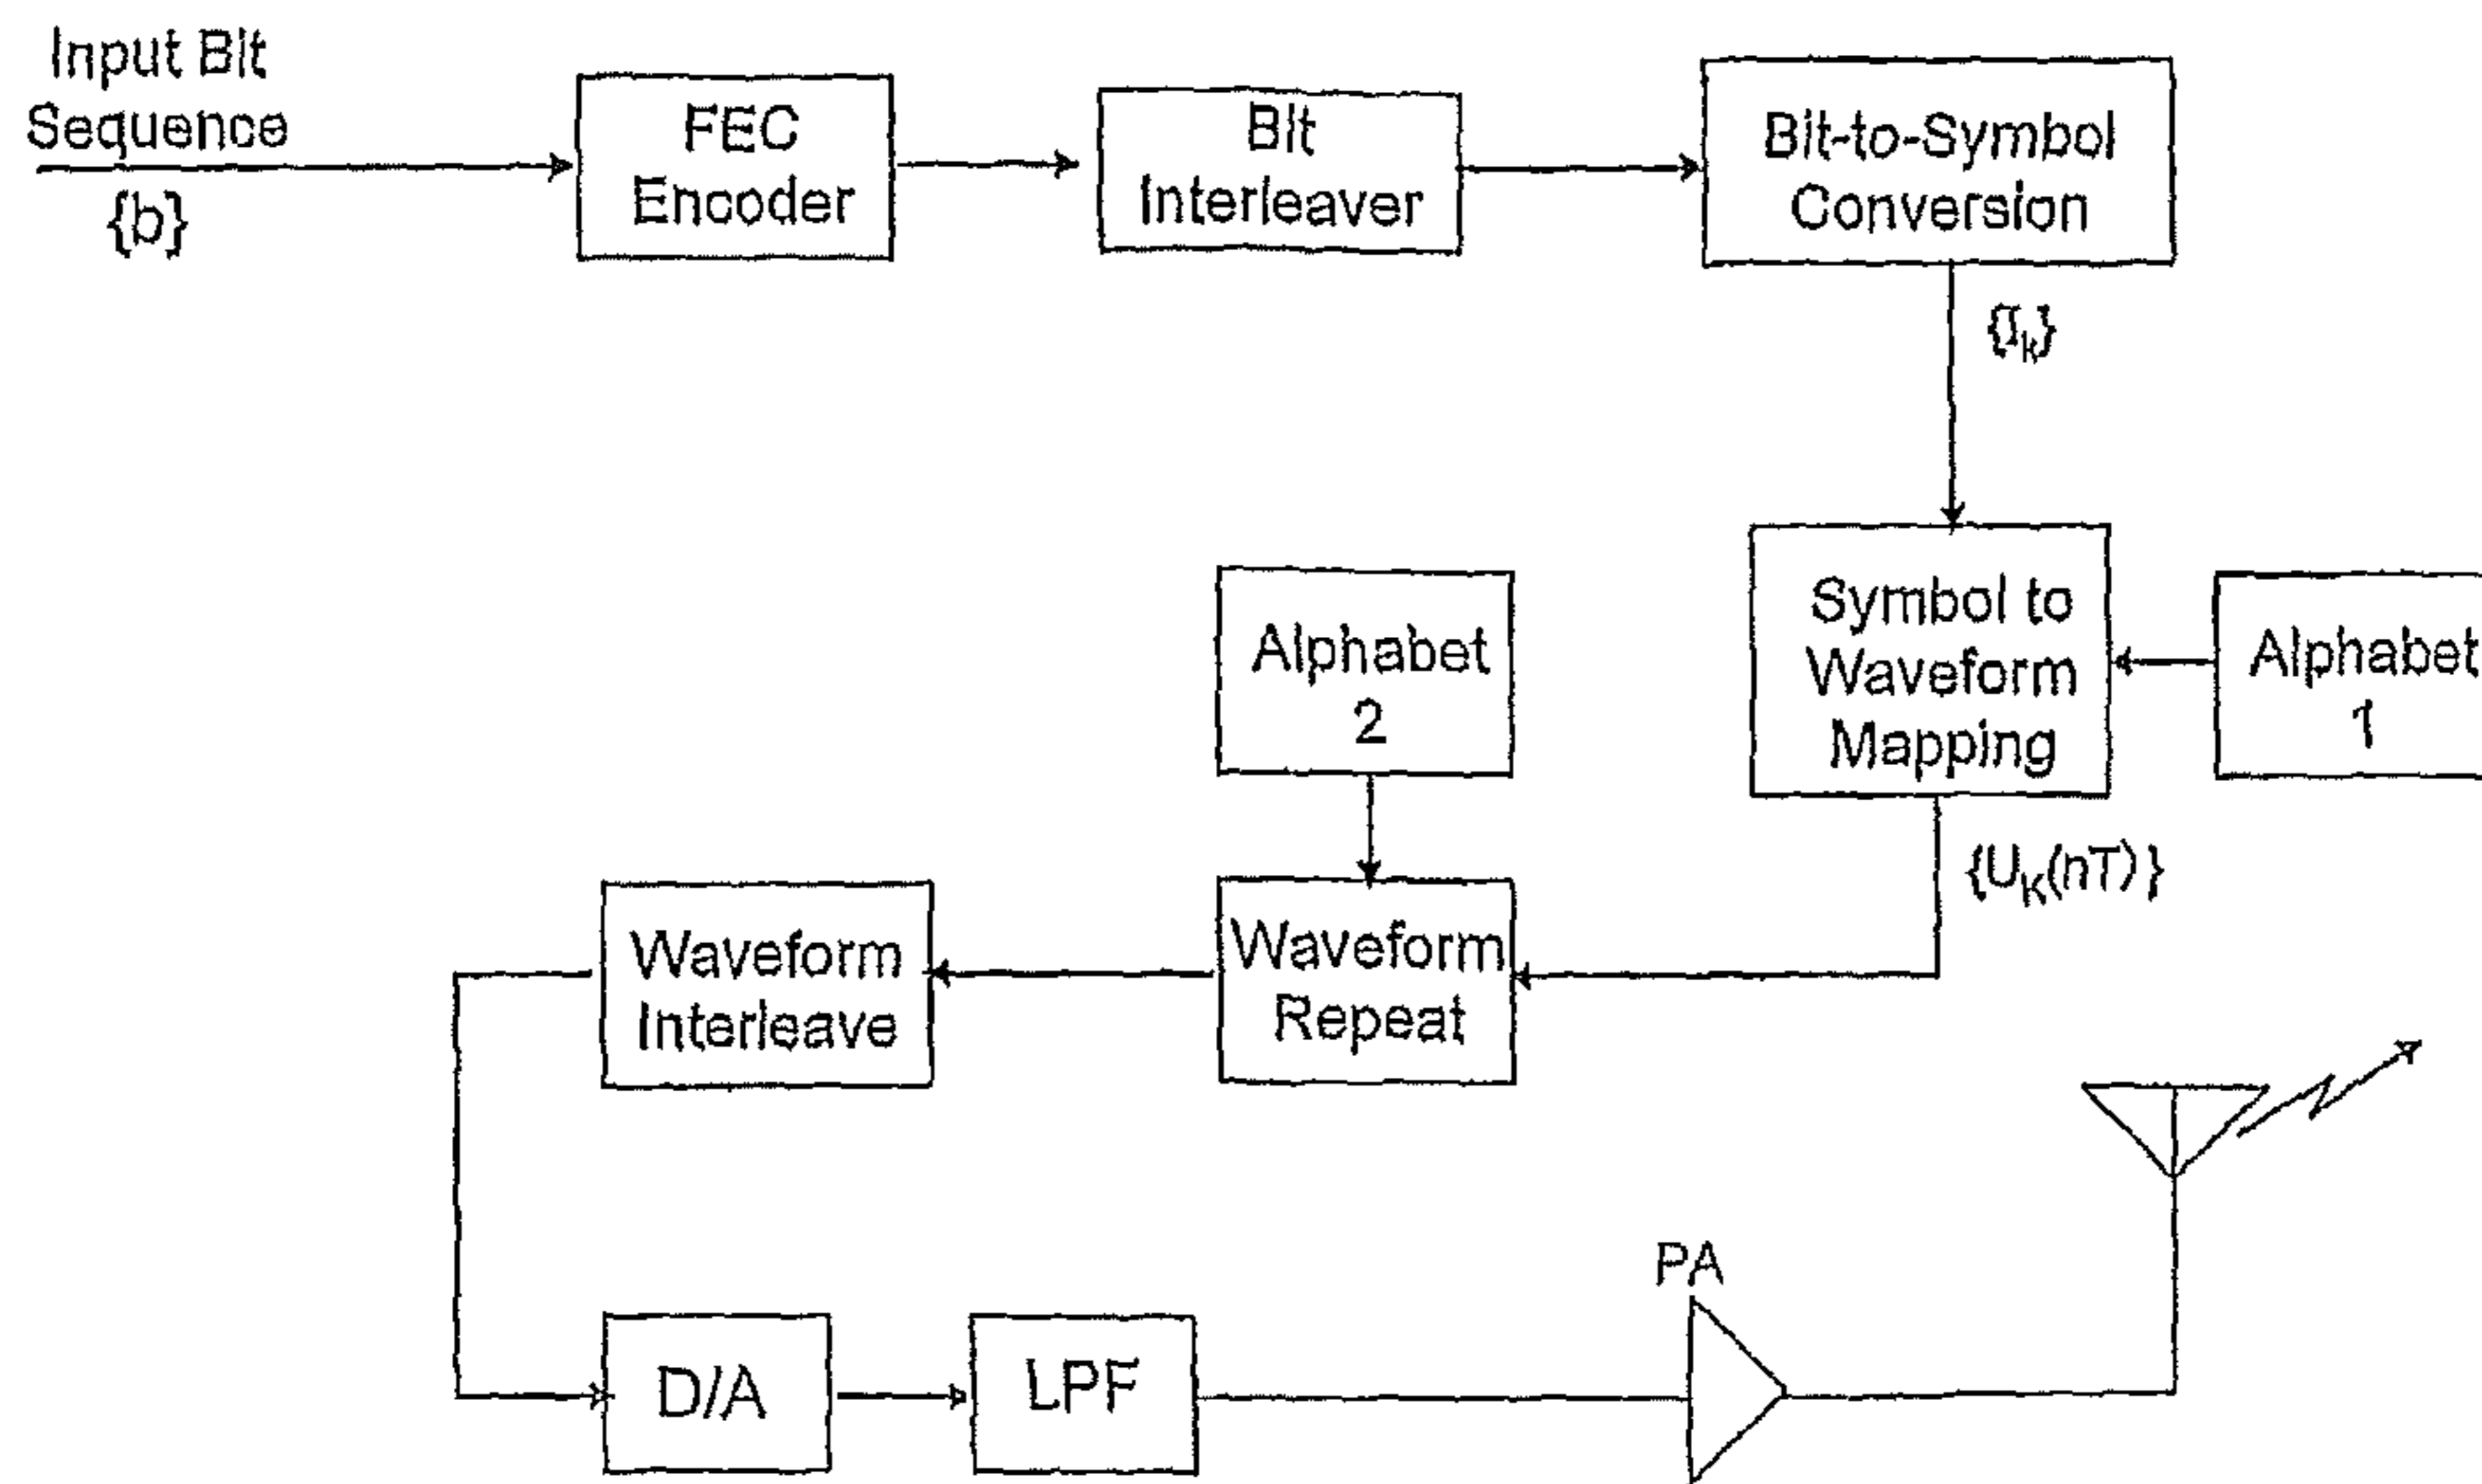 Input Bit
Sequence
{b}
FEC
Encoder
Bit
Interleaver
Bit-to-Symbol
Conversion
Symbol to
Waveform
Mapping
Alphabet
1
{U_K(nT)}
Alphabet
2
Waveform
Repeat
Waveform
Interleave
D/A
LPF
PA